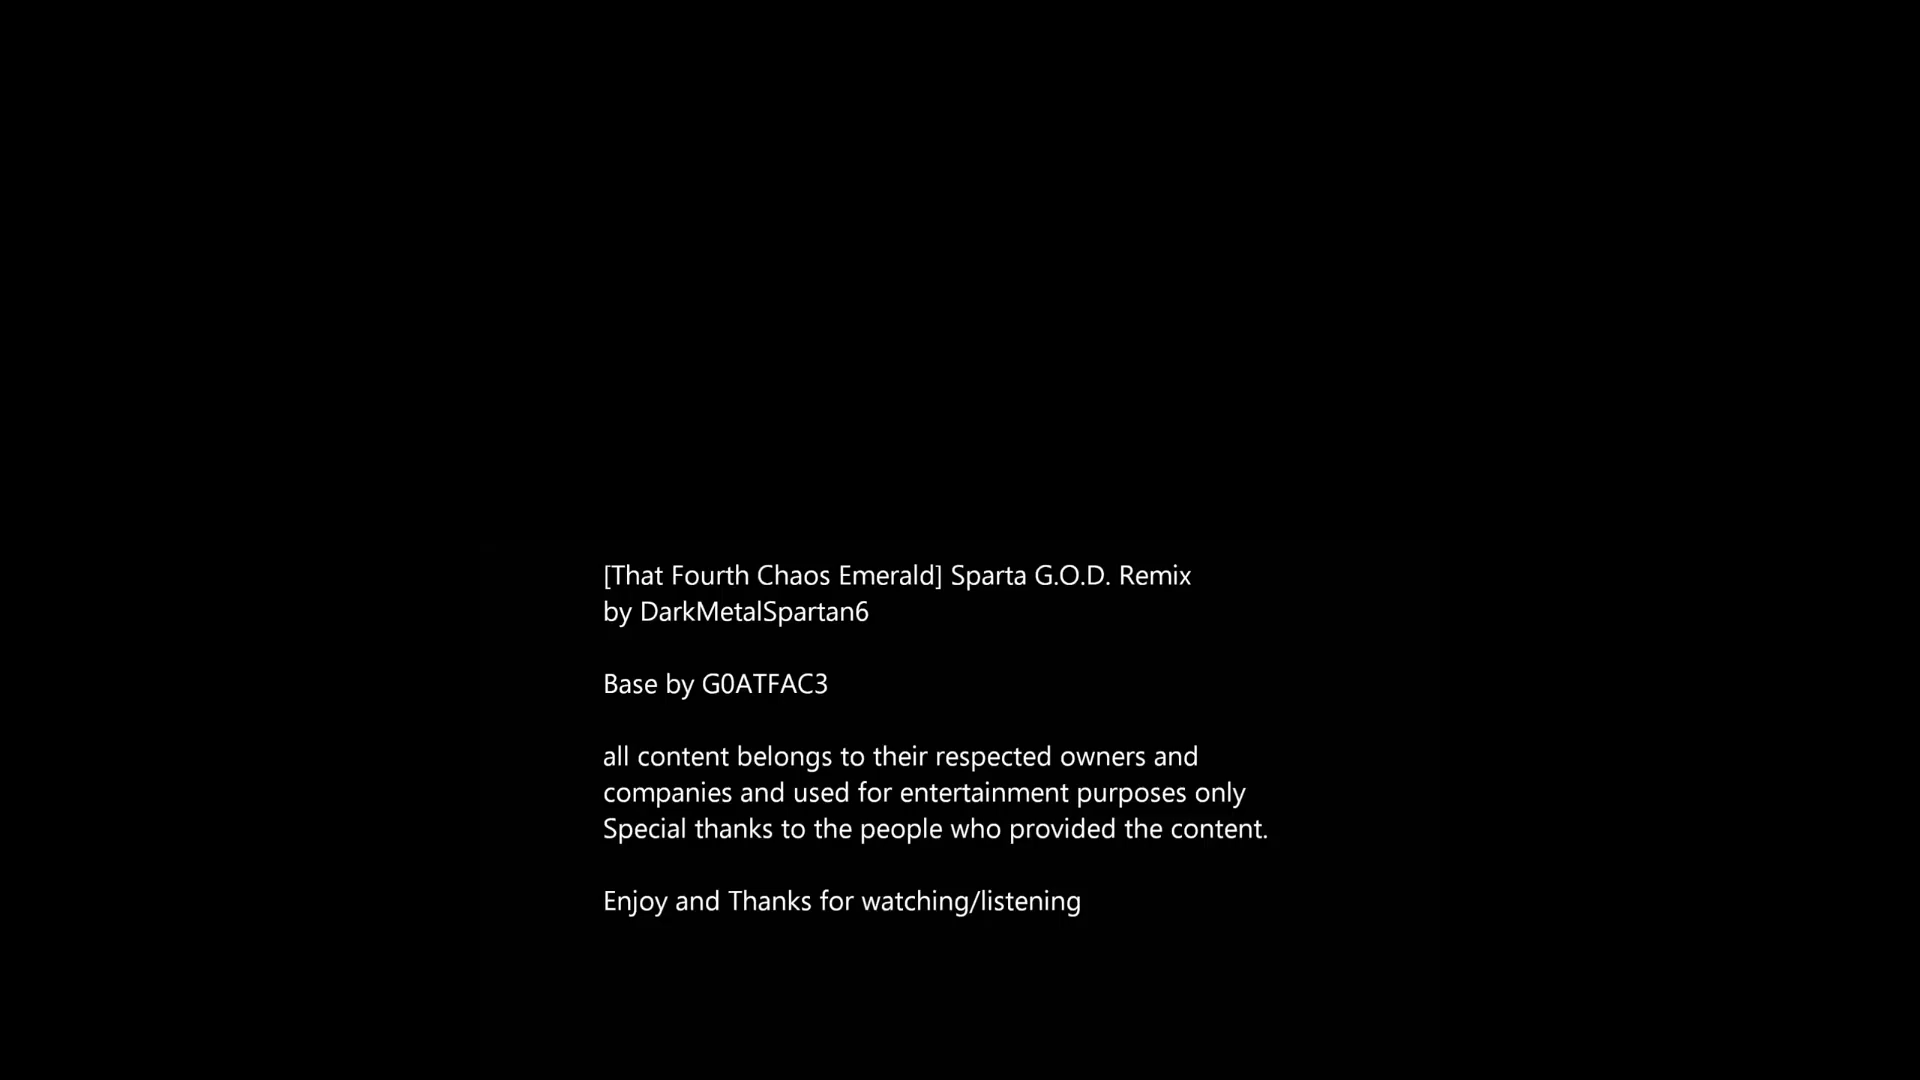 [That Fourth Chaos Emerald] Sparta G.O.D. Remix
by DarkMetalSpartan6
Base by G0ATFAC3
all content belongs to their respected owners and
companies and used for entertainment purposes only
Special thanks to the people who provided the content.
Enjoy and Thanks for watching/listening